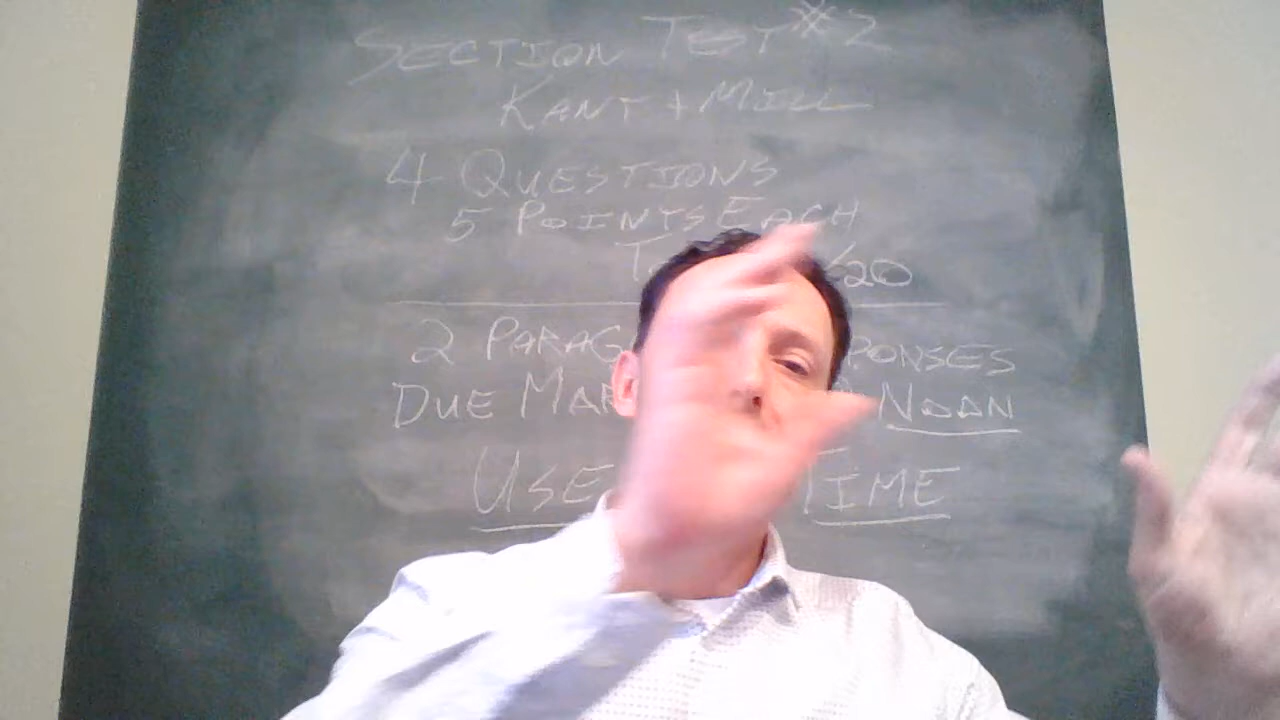 SECTION TEST #2
KANT + MILL
4 QUESTIONS
5 POINTS EACH
/20
2 PARAG PONSES
DUE MAR NOON
USE TIME